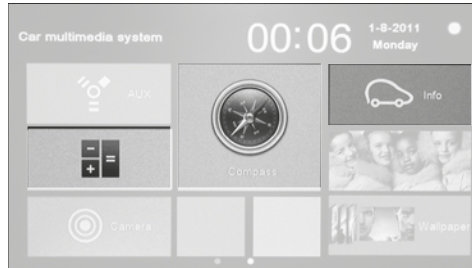 Car multimedia system
00:06
1-8-2011
Monday
AUX
Compass
Info
Camera
Wallpaper